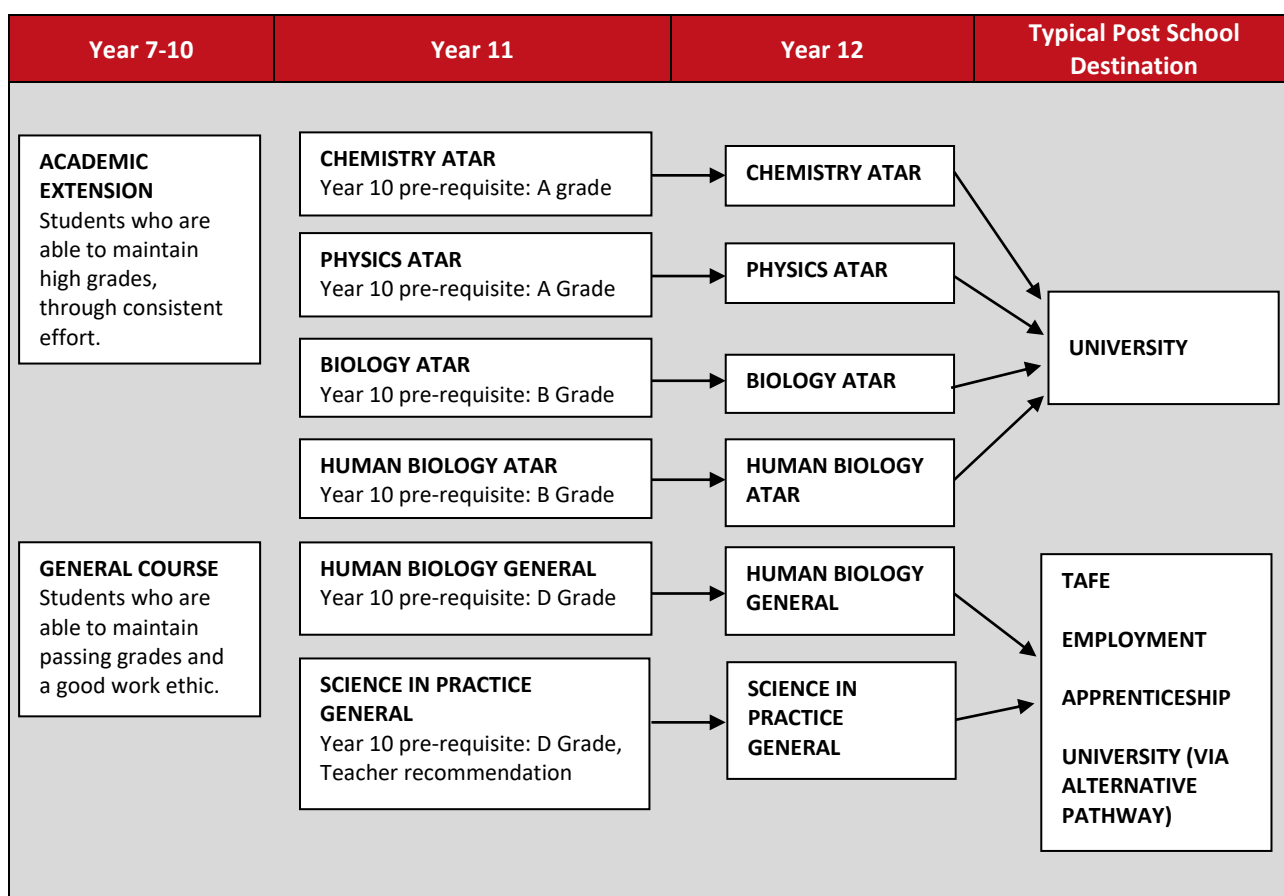 Year 7-10
Year 11
Year 12
Typical Post School
Destination
ACADEMIC
EXTENSION
Students who are
able to maintain
high grades,
through consistent
effort.
CHEMISTRY ATAR
Year 10 pre-requisite: A grade
CHEMISTRY ATAR
PHYSICS ATAR
Year 10 pre-requisite: A Grade
PHYSICS ATAR
BIOLOGY ATAR
Year 10 pre-requisite: B Grade
BIOLOGY ATAR
HUMAN BIOLOGY ATAR
Year 10 pre-requisite: B Grade
HUMAN BIOLOGY
ATAR
UNIVERSITY
GENERAL COURSE
Students who are
able to maintain
passing grades and
a good work ethic.
HUMAN BIOLOGY GENERAL
Year 10 pre-requisite: D Grade
HUMAN BIOLOGY
GENERAL
SCIENCE IN PRACTICE
GENERAL
Year 10 pre-requisite: D Grade,
Teacher recommendation
SCIENCE IN
PRACTICE
GENERAL
TAFE
EMPLOYMENT
APPRENTICESHIP
UNIVERSITY (VIA
ALTERNATIVE
PATHWAY)